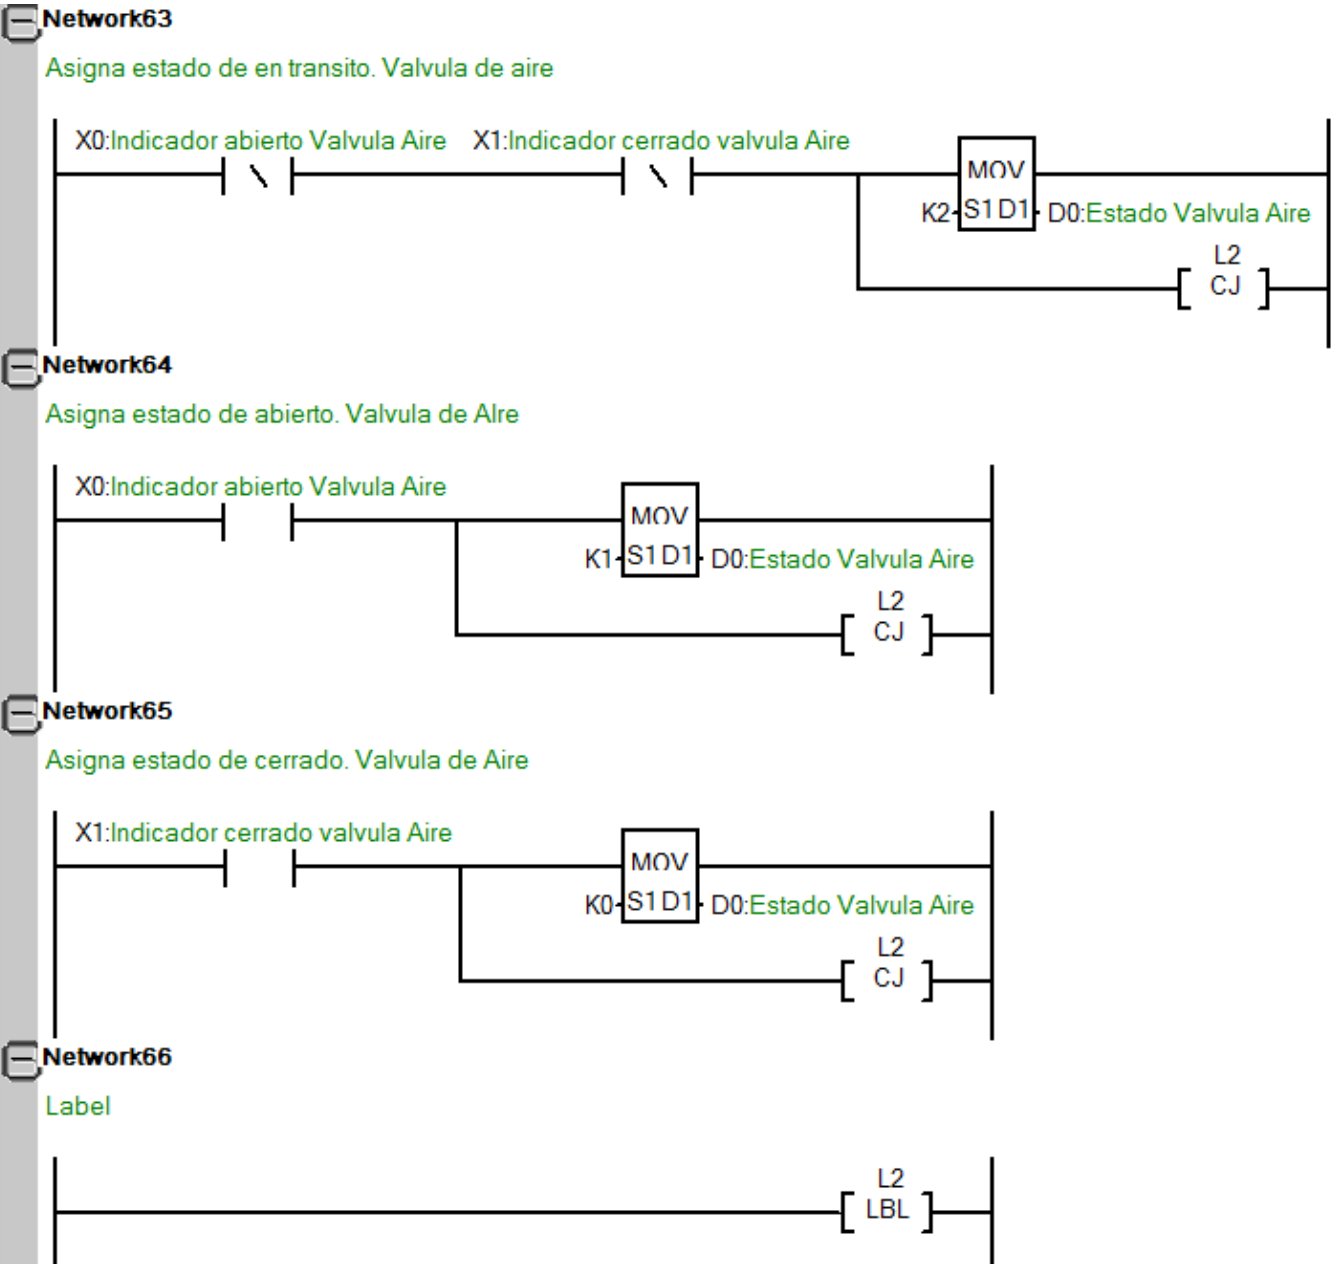 Network63
Asigna estado de en transito. Valvula de aire
X0:Indicador abierto Valvula Aire X1:Indicador cerrado valvula Aire
MOV
K2 S1 D1 D0:Estado Valvula Aire
L2
CJ
Network64
Asigna estado de abierto. Valvula de AIre
X0:Indicador abierto Valvula Aire
MOV
K1 S1 D1 D0:Estado Valvula Aire
L2
CJ
Network65
Asigna estado de cerrado. Valvula de Aire
X1:Indicador cerrado valvula Aire
MOV
K0 S1 D1 D0:Estado Valvula Aire
L2
CJ
Network66
Label
L2
LBL